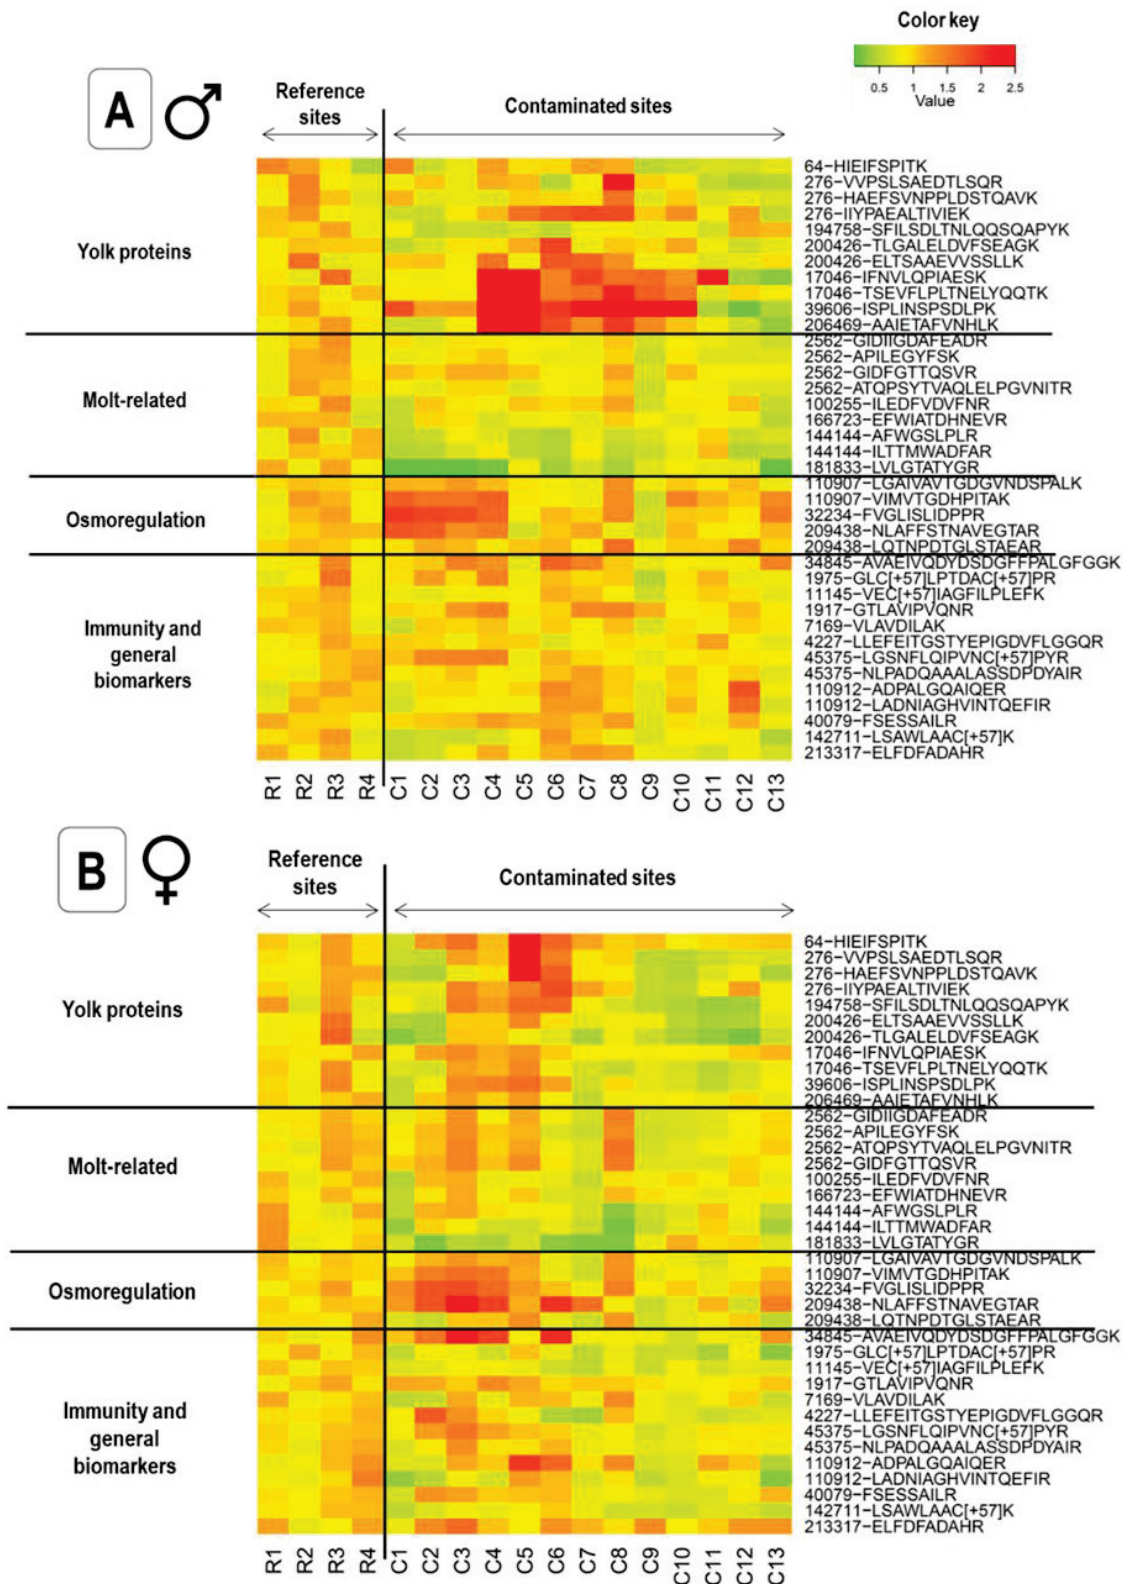 Color key
0.5 1 1.5 2 2.5
Value
A
Reference
sites
Contaminated sites
Yolk proteins
Molt-related
Osmoregulation
Immunity and
general
biomarkers
64-HIEIFSPITK
276-VVPSLSAEDTLSQR
276-HAEFSVNPPLDSTQAVK
276-IIYPAEALTIVIEK
194758-SFILSDLTNLQQSQAPYK
200426-TLGALELDVFSEAGK
200426-ELTSAAEVVSSLLK
17046-IFNVLQPIAESK
17046-TSEVFLPLTNELYQQTK
39606-ISPLINSPSDLPK
206469-AAIETAFVNHLK
2562-GIDIIGDAFEADR
2562-APILEGYFSK
2562-GIDFGTTQSVR
2562-ATQPSYTVAQLELPGVNITR
100255-ILEDFVDVFNR
166723-EFWIATDHNEVR
144144-AFWGSLPLR
144144-ILTTMWADFAR
181833-LVLGTATYGR
110907-LGAIVAVTGDGVNDSPALK
110907-VIMVTGDHPITAK
32234-FVGLISLIDPPR
209438-NLAFFSTNAVEGTAR
209438-LQTNPDTGLSTAEAR
34845-AVAEIVQDYDSDGFFPALGFGGK
1975-GLC[+57]LPTDAC[+57]PR
11145-VEC[+57]IAGFILPLEFK
1917-GTLAVIPVQNR
7169-VLAVDILAK
4227-LLEFEITGSTYEPIGDVFLGGQR
45375-LGSNFLQIPVNC[+57]PYR
45375-NLPADQAAALASSDPDYAIR
110912-ADPALGQAIQER
110912-LADNIAGHVINTQEFIR
40079-FSESSAILR
142711-LSAWLAAC[+57]K
213317-ELFDFADAHR
R1 R2 R3 R4 C1 C2 C3 C4 C5 C6 C7 C8 C9 C10 C11 C12 C13
B
Reference
sites
Contaminated sites
Yolk proteins
Molt-related
Osmoregulation
Immunity and
general
biomarkers
64-HIEIFSPITK
276-VVPSLSAEDTLSQR
276-HAEFSVNPPLDSTQAVK
276-IIYPAEALTIVIEK
194758-SFILSDLTNLQQSQAPYK
200426-ELTSAAEVVSSLLK
200426-TLGALELDVFSEAGK
17046-IFNVLQPIAESK
17046-TSEVFLPLTNELYQQTK
39606-ISPLINSPSDLPK
206469-AAIETAFVNHLK
2562-GIDIIGDAFEADR
2562-APILEGYFSK
2562-ATQPSYTVAQLELPGVNITR
2562-GIDFGTTQSVR
100255-ILEDFVDVFNR
166723-EFWIATDHNEVR
144144-AFWGSLPLR
144144-ILTTMWADFAR
181833-LVLGTATYGR
110907-LGAIVAVTGDGVNDSPALK
110907-VIMVTGDHPITAK
32234-FVGLISLIDPPR
209438-NLAFFSTNAVEGTAR
209438-LQTNPDTGLSTAEAR
34845-AVAEIVQDYDSDGFFPALGFGGK
1975-GLC[+57]LPTDAC[+57]PR
11145-VEC[+57]IAGFILPLEFK
1917-GTLAVIPVQNR
7169-VLAVDILAK
4227-LLEFEITGSTYEPIGDVFLGGQR
45375-LGSNFLQIPVNC[+57]PYR
45375-NLPADQAAALASSDPDYAIR
110912-ADPALGQAIQER
110912-LADNIAGHVINTQEFIR
40079-FSESSAILR
142711-LSAWLAAC[+57]K
213317-ELFDFADAHR
R1 R2 R3 R4 C1 C2 C3 C4 C5 C6 C7 C8 C9 C10 C11 C12 C13